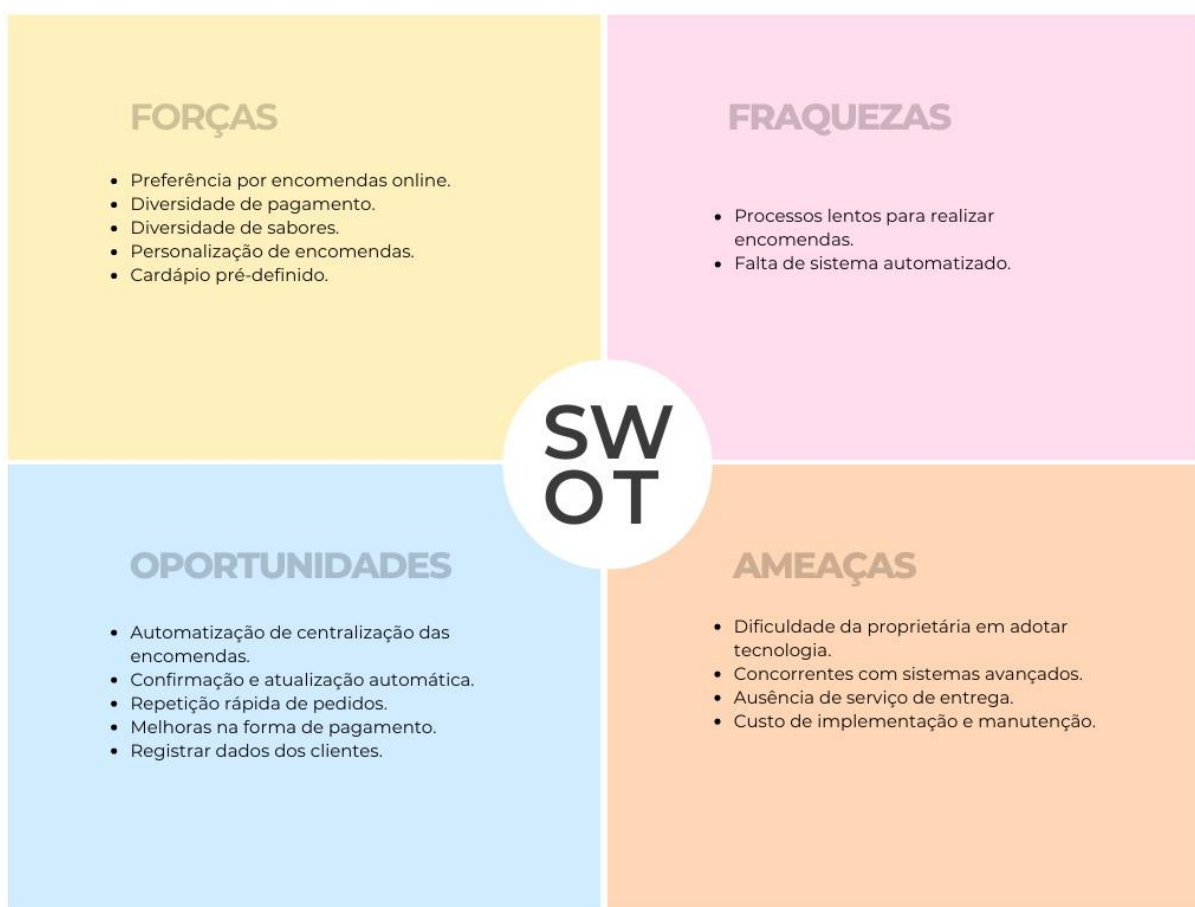 FORÇAS
• Preferência por encomendas online.
• Diversidade de pagamento.
• Diversidade de sabores.
• Personalização de encomendas.
• Cardápio pré-definido.
FRAQUEZAS
• Processos lentos para realizar
encomendas.
• Falta de sistema automatizado.
SW
OT
OPORTUNIDADES
• Automatização de centralização das
encomendas.
• Confirmação e atualização automática.
• Repetição rápida de pedidos.
• Melhoras na forma de pagamento.
• Registrar dados dos clientes.
AMEAÇAS
• Dificuldade da proprietária em adotar
tecnologia.
• Concorrentes com sistemas avançados.
• Ausência de serviço de entrega.
• Custo de implementação e manutenção.